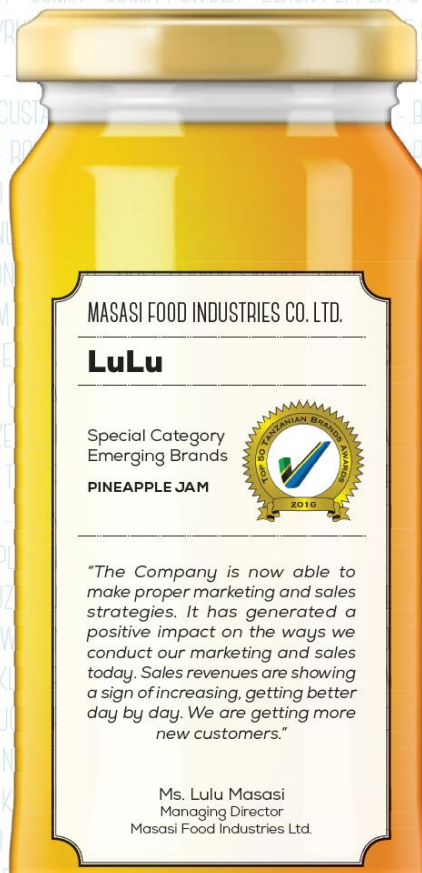 MASASI FOOD INDUSTRIES CO. LTD.
LuLu
Special Category
Emerging Brands
PINEAPPLE JAM
TOP 50 TANZANIAN BRANDS AWARDS
2016
"The Company is now able to
make proper marketing and sales
strategies. It has generated a
positive impact on the ways we
conduct our marketing and sales
today. Sales revenues are showing
a sign of increasing, getting better
day by day. We are getting more
new customers."
Ms. Lulu Masasi
Managing Director
Masasi Food Industries Ltd.